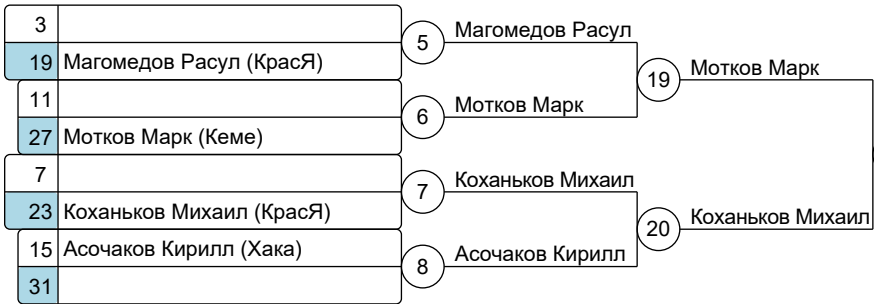 3
19 Магомедов Расул (КрасЯ)
5
Магомедов Расул
11
27 Мотков Марк (Кеме)
6
Мотков Марк
19
Мотков Марк
7
23 Коханьков Михаил (КрасЯ)
7
Коханьков Михаил
15 Асочаков Кирилл (Хака)
31
8
Асочаков Кирилл
20
Коханьков Михаил